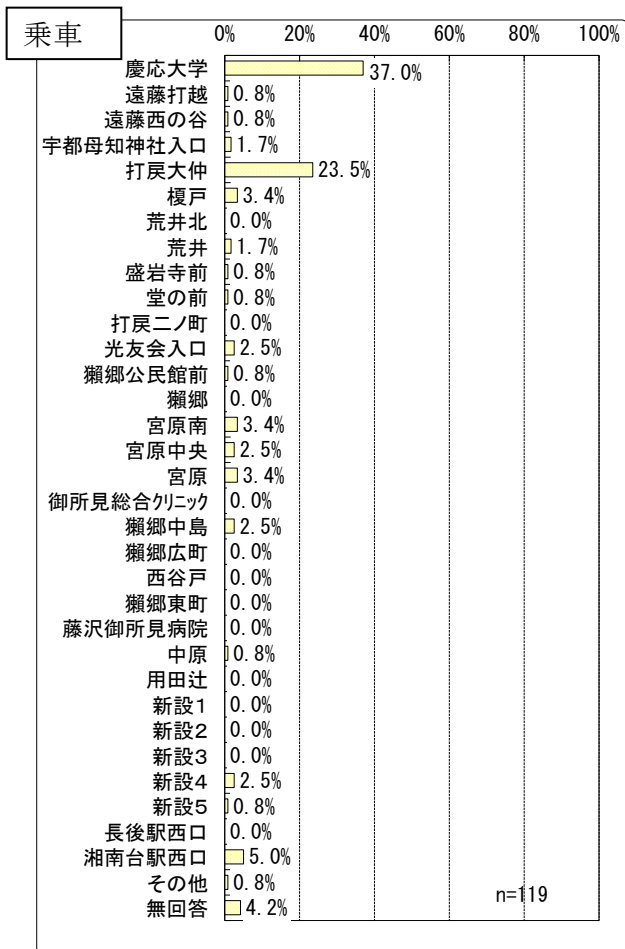 乗車
0% 20% 40% 60% 80% 100%
慶応大学 37.0%
遠藤打越 0.8%
遠藤西の谷 0.8%
宇都母知神社入口 1.7%
打戻大仲 23.5%
榎戸 3.4%
荒井北 0.0%
荒井 1.7%
盛岩寺前 0.8%
堂の前 0.8%
打戻二ノ町 0.0%
光友会入口 2.5%
獺郷公民館前 0.8%
獺郷 0.0%
宮原南 3.4%
宮原中央 2.5%
宮原 3.4%
御所見総合ｸﾘﾆｯｸ 0.0%
獺郷中島 2.5%
獺郷広町 0.0%
西谷戸 0.0%
獺郷東町 0.0%
藤沢御所見病院 0.0%
中原 0.8%
用田辻 0.0%
新設1 0.0%
新設2 0.0%
新設3 0.0%
新設4 2.5%
新設5 0.8%
長後駅西口 0.0%
湘南台駅西口 5.0%
その他 0.8%
無回答 4.2%
n=119